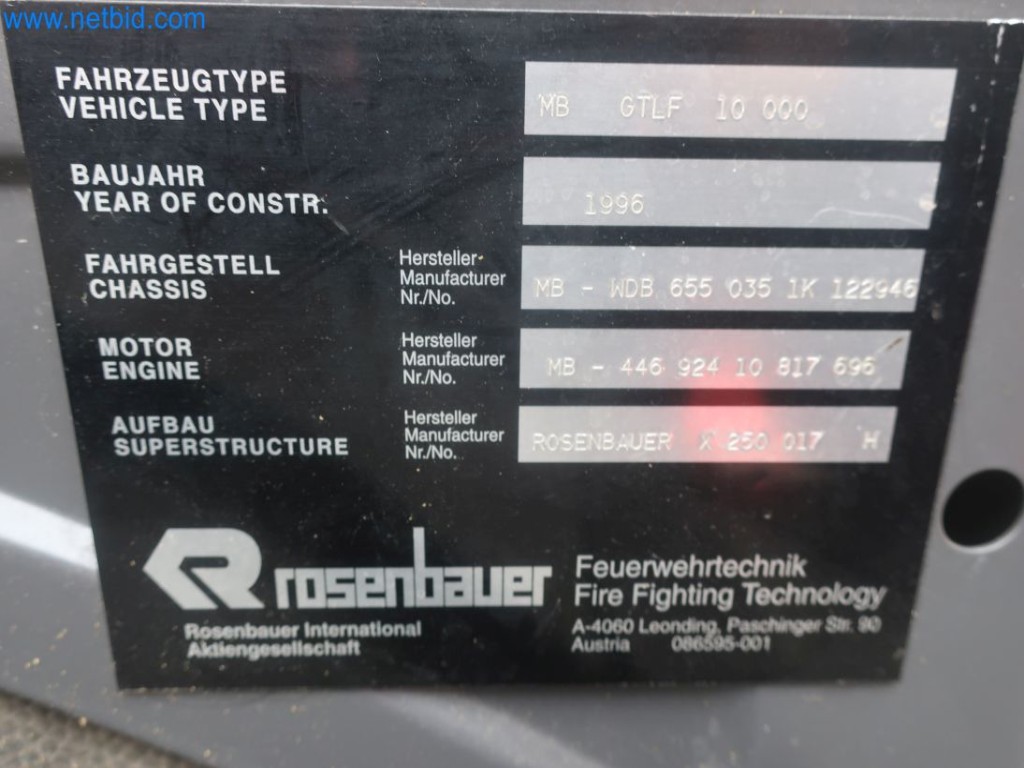 www.netbid.com
FAHRZEUGTYPE
VEHICLE TYPE
MB GTLF 10 000
BAUJAHR
YEAR OF CONSTR.
1996
FAHRGESTELL
CHASSIS
Hersteller
Manufacturer
Nr./No.
MB - WDB 655 035 1K 122946
MOTOR
ENGINE
Hersteller
Manufacturer
Nr./No.
MB - 446 924 10 817 696
AUFBAU
SUPERSTRUCTURE
Hersteller
Manufacturer
Nr./No.
ROSENBAUER X 250 017 H
rosenbauer
Rosenbauer International
Aktiengesellschaft
Feuerwehrtechnik
Fire Fighting Technology
A-4060 Leonding, Paschinger Str. 90
Austria 086595-001